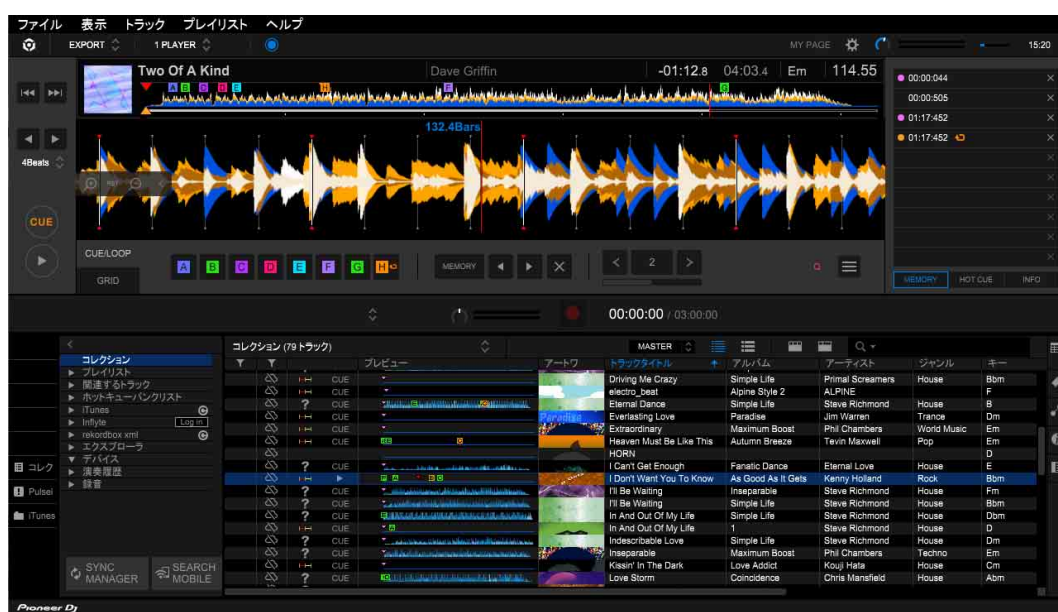 ファイル 表示 トラック プレイリスト ヘルプ
EXPORT 1 PLAYER MY PAGE 15:20
Two Of A Kind Dave Griffin -01:12.8 04:03.4 Em 114.55
A B C D E H F G
132.4Bars
4Beats
CUE
CUE/LOOP
GRID
A B C D E F G H
MEMORY
2
00:00:044
00:00:505
01:17:452
01:17:452
MEMORY HOT CUE INFO
00:00:00 / 03:00:00
コレクション
プレイリスト
関連するトラック
ホットキューバンクリスト
iTunes
Inflyte Log in
rekordbox xml
エクスプローラ
デバイス
演奏履歴
録音
コレク
Pulsei
iTunes
SYNC MANAGER
SEARCH MOBILE
コレクション (79 トラック) MASTER
プレビュー アートワ トラックタイトル アルバム アーティスト ジャンル キー
CUE Driving Me Crazy Simple Life Primal Screamers House Bbm
CUE electro_beat Alpine Style 2 ALPINE F
? CUE Eternal Dance Simple Life Steve Richmond House B
CUE Everlasting Love Paradise Jim Warren Trance Dm
CUE Extraordinary Maximum Boost Phil Chambers World Music Em
CUE Heaven Must Be Like This Autumn Breeze Tevin Maxwell Pop Em
HORN D
? CUE I Can't Get Enough Fanatic Dance Eternal Love House E
I Don't Want You To Know As Good As It Gets Kenny Holland Rock Bbm
? CUE I'll Be Waiting Inseparable Steve Richmond House Fm
? CUE I'll Be Waiting Simple Life Steve Richmond House Bbm
? CUE In And Out Of My Life Simple Life Steve Richmond House Dbm
CUE In And Out Of My Life 1 Steve Richmond House D
? CUE Indescribable Love Simple Life Steve Richmond House Dm
? CUE Inseparable Maximum Boost Phil Chambers Techno Em
CUE Kissin' In The Dark Love Addict Kouji Hata House Cm
? CUE Love Storm Coincidence Chris Mansfield House Abm
Pioneer Dj